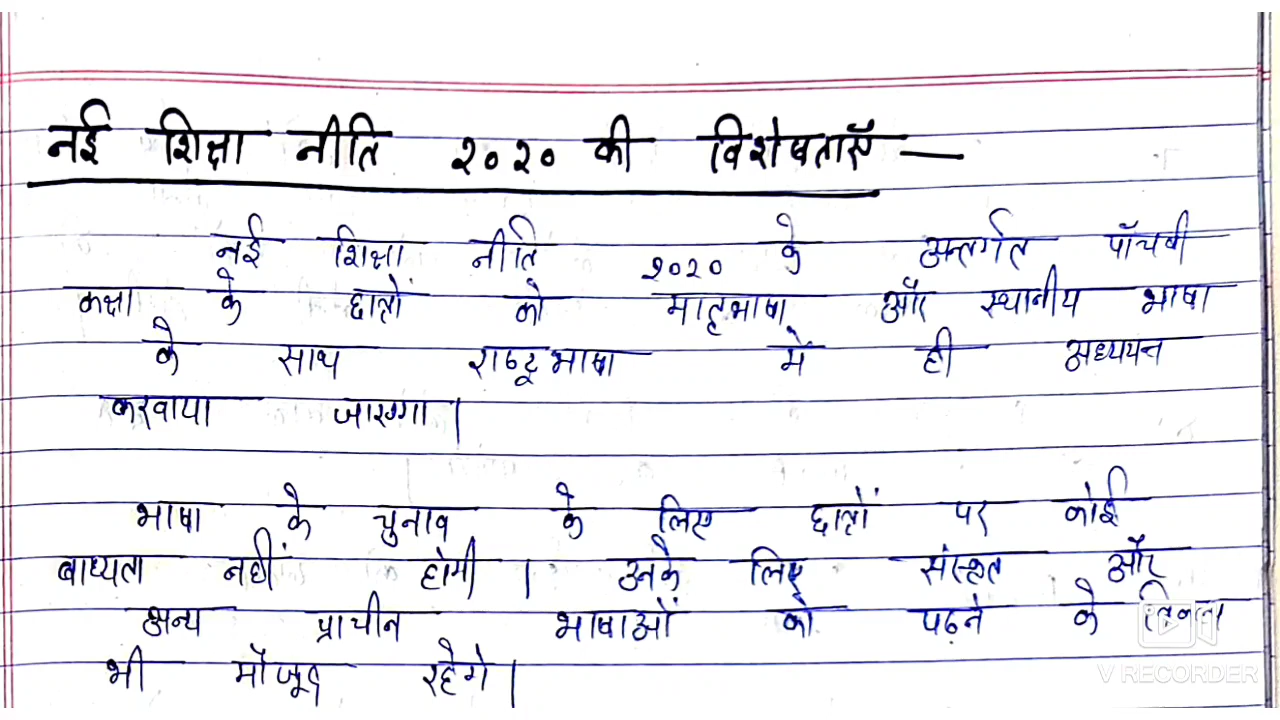 नई शिक्षा नीति २०२० की विशेषताएँ —
नई शिक्षा नीति २०२० के अन्तर्गत पाँचवी
कक्षा के छात्रों को मातृभाषा और स्थानीय भाषा
के साथ राष्ट्रभाषा में ही अध्ययन
करवाया जाएगा।
भाषा के चुनाव के लिए छात्रों पर कोई
बाध्यता नहीं होगी। उनके लिए संस्कृत और
अन्य प्राचीन भाषाओं को पढ़ने के विकल्प
भी मौजूद रहेंगे।
V RECORDER